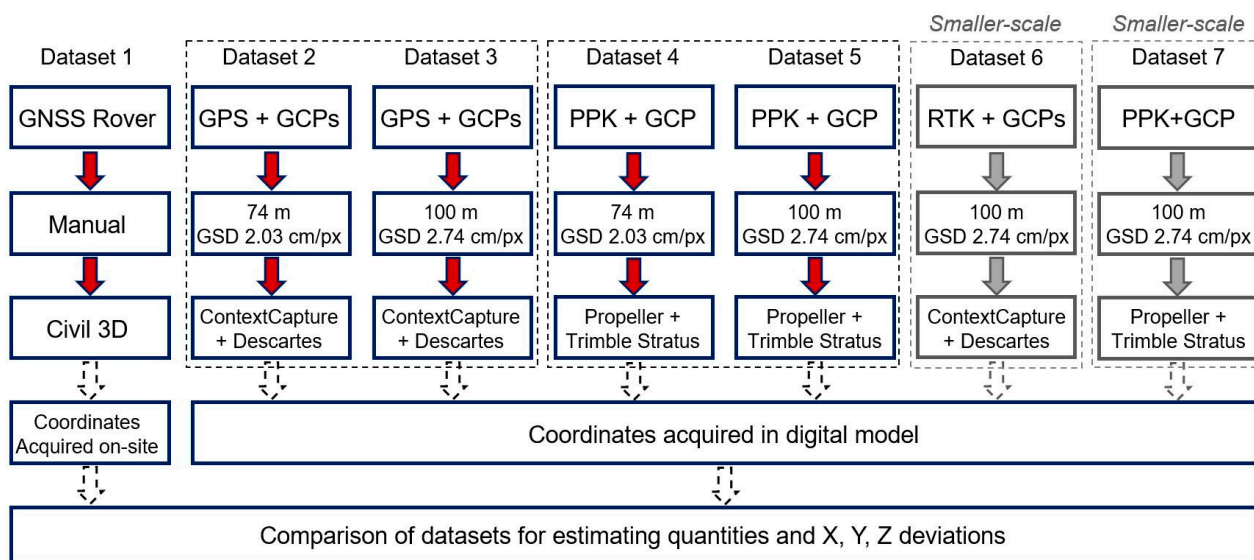 Smaller-scale Smaller-scale
Dataset 1 Dataset 2 Dataset 3 Dataset 4 Dataset 5 Dataset 6 Dataset 7
GNSS Rover GPS + GCPs GPS + GCPs PPK + GCP PPK + GCP RTK + GCPs PPK+GCP
Manual
74 m
GSD 2.03 cm/px
100 m
GSD 2.74 cm/px
74 m
GSD 2.03 cm/px
100 m
GSD 2.74 cm/px
100 m
GSD 2.74 cm/px
100 m
GSD 2.74 cm/px
Civil 3D
ContextCapture
+ Descartes
ContextCapture
+ Descartes
Propeller +
Trimble Stratus
Propeller +
Trimble Stratus
ContextCapture
+ Descartes
Propeller +
Trimble Stratus
Coordinates
Acquired on-site
Coordinates acquired in digital model
Comparison of datasets for estimating quantities and X, Y, Z deviations